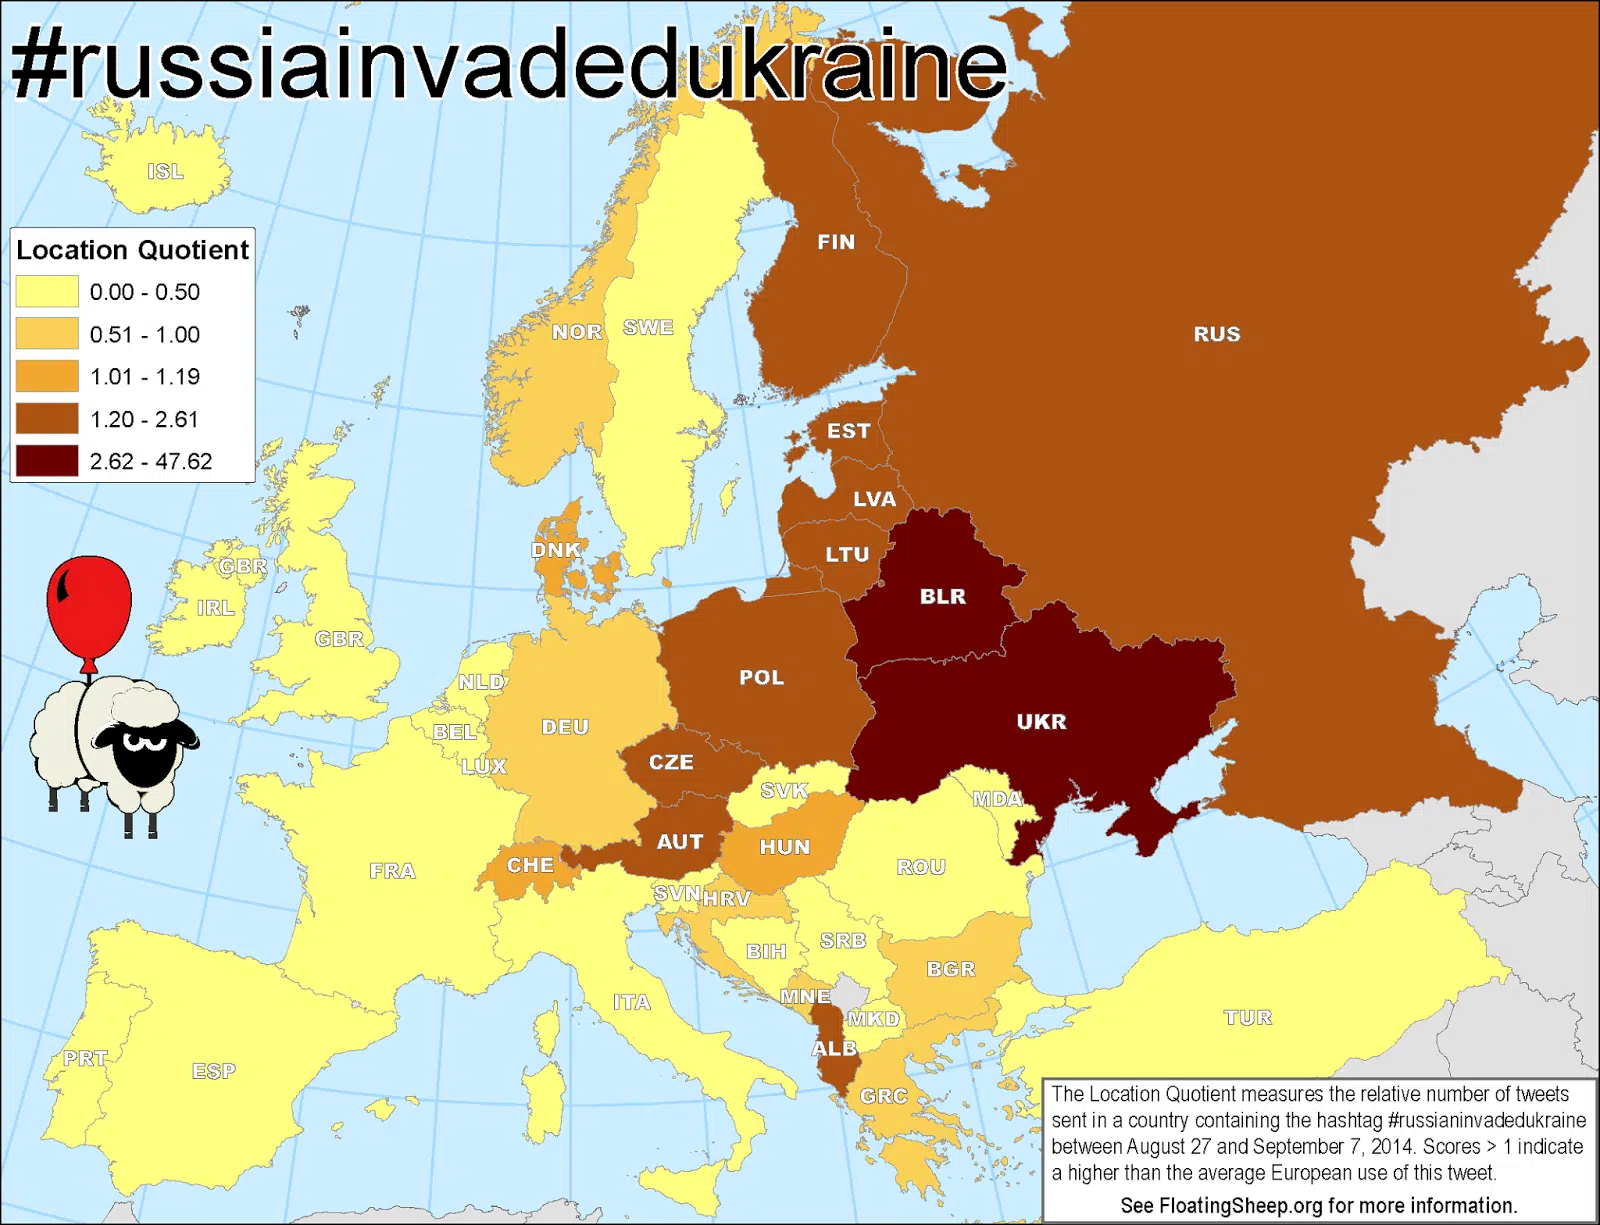 #russiainvadedukraine
ISL
Location Quotient
0.00 - 0.50
0.51 - 1.00
1.01 - 1.19
1.20 - 2.61
2.62 - 47.62
FIN
NOR
SWE
RUS
EST
LVA
LTU
DNK
GBR
IRL
GBR
BLR
NLD
POL
BEL
DEU
UKR
LUX
CZE
SVK
MDA
AUT
HUN
CHE
FRA
ROU
SVN
HRV
BIH
SRB
BGR
MNE
ITA
MKD
TUR
ALB
PRT
ESP
GRC
The Location Quotient measures the relative number of tweets
sent in a country containing the hashtag #russianinvadedukraine
between August 27 and September 7, 2014. Scores > 1 indicate
a higher than the average European use of this tweet.
See FloatingSheep.org for more information.